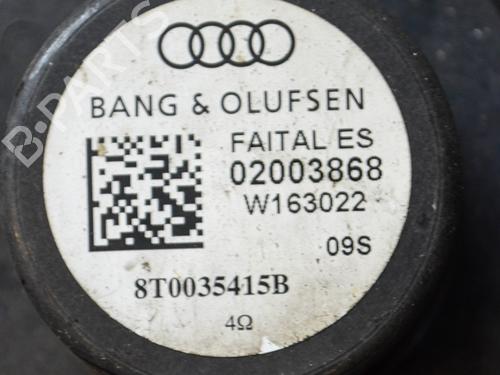 BANG & OLUFSEN
FAITAL ES
02003868
W163022
09S
8T0035415B
4Ω
B-PARTS